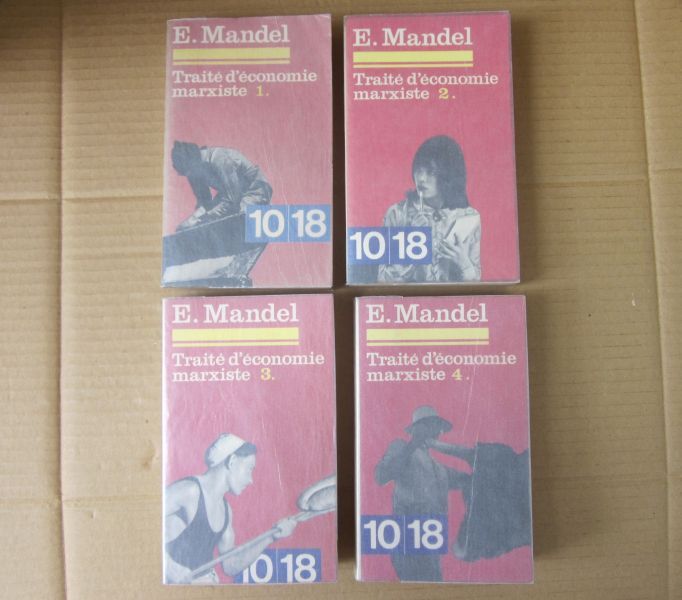 E. Mandel
Traité d'économie
marxiste 1.
10|18
E. Mandel
Traité d'économie
marxiste 2.
10|18
E. Mandel
Traité d'économie
marxiste 3.
10|18
E. Mandel
Traité d'économie
marxiste 4.
10|18